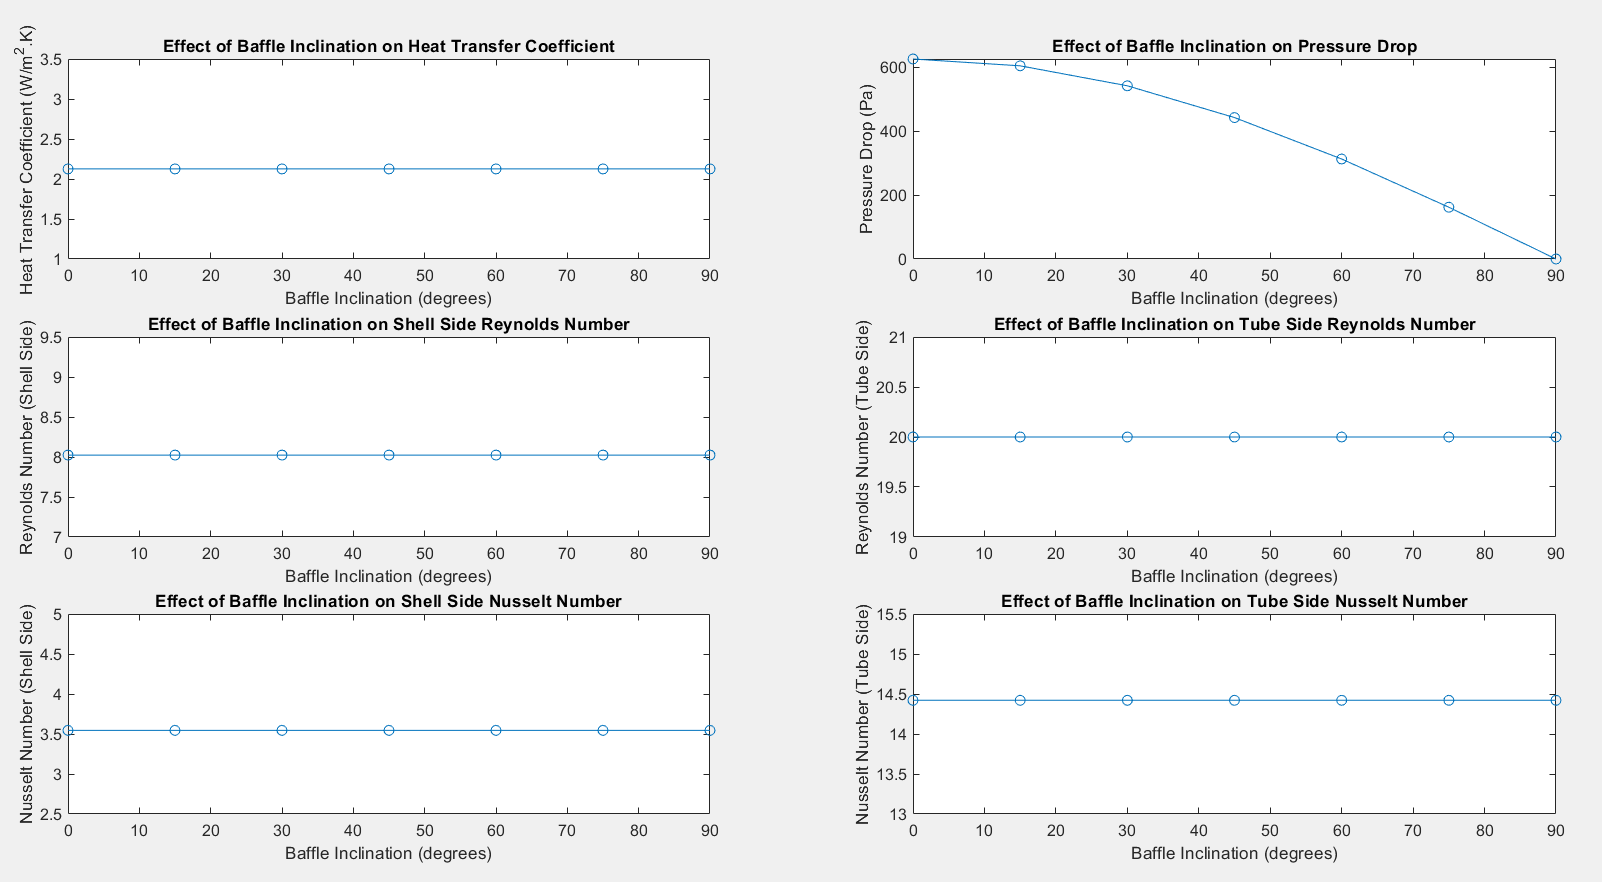 Effect of Baffle Inclination on Heat Transfer Coefficient
Heat Transfer Coefficient (W/m².K)
3.5
3
2.5
2
1.5
1
0 10 20 30 40 50 60 70 80 90
Baffle Inclination (degrees)
Effect of Baffle Inclination on Pressure Drop
Pressure Drop (Pa)
600
400
200
0
0 10 20 30 40 50 60 70 80 90
Baffle Inclination (degrees)
Effect of Baffle Inclination on Shell Side Reynolds Number
Reynolds Number (Shell Side)
9.5
9
8.5
8
7.5
7
0 10 20 30 40 50 60 70 80 90
Baffle Inclination (degrees)
Effect of Baffle Inclination on Tube Side Reynolds Number
Reynolds Number (Tube Side)
21
20.5
20
19.5
19
0 10 20 30 40 50 60 70 80 90
Baffle Inclination (degrees)
Effect of Baffle Inclination on Shell Side Nusselt Number
Nusselt Number (Shell Side)
5
4.5
4
3.5
3
2.5
0 10 20 30 40 50 60 70 80 90
Baffle Inclination (degrees)
Effect of Baffle Inclination on Tube Side Nusselt Number
Nusselt Number (Tube Side)
15.5
15
14.5
14
13.5
13
0 10 20 30 40 50 60 70 80 90
Baffle Inclination (degrees)